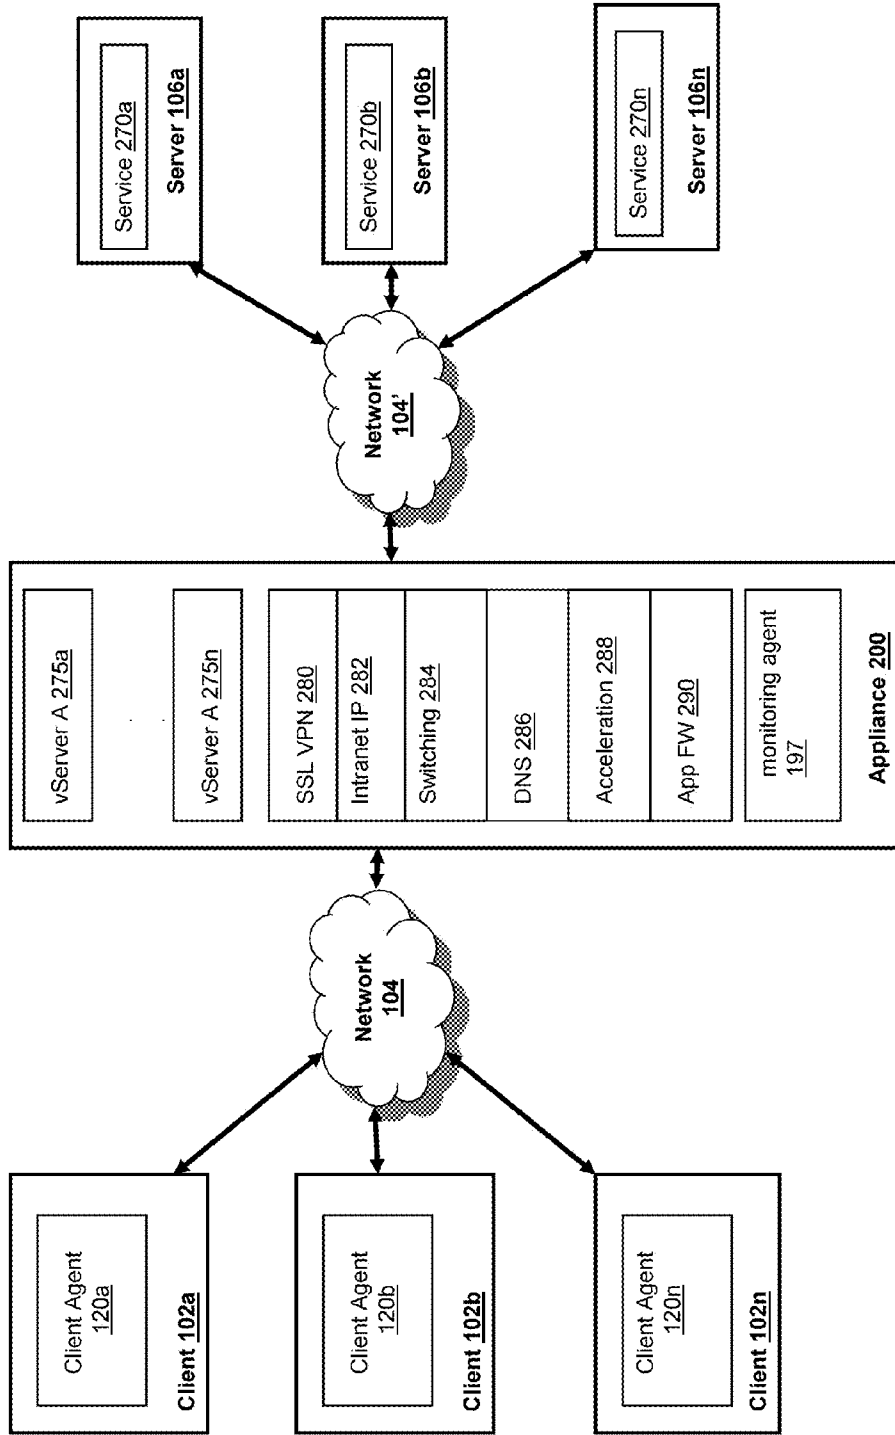 Client Agent
120a
Client 102a
Client Agent
120b
Client 102b
Client Agent
120n
Client 102n
Network
104
vServer A 275a
vServer A 275n
SSL VPN 280
Intranet IP 282
Switching 284
DNS 286
Acceleration 288
App FW 290
monitoring agent
197
Appliance 200
Network
104'
Service 270a
Server 106a
Service 270b
Server 106b
Service 270n
Server 106n